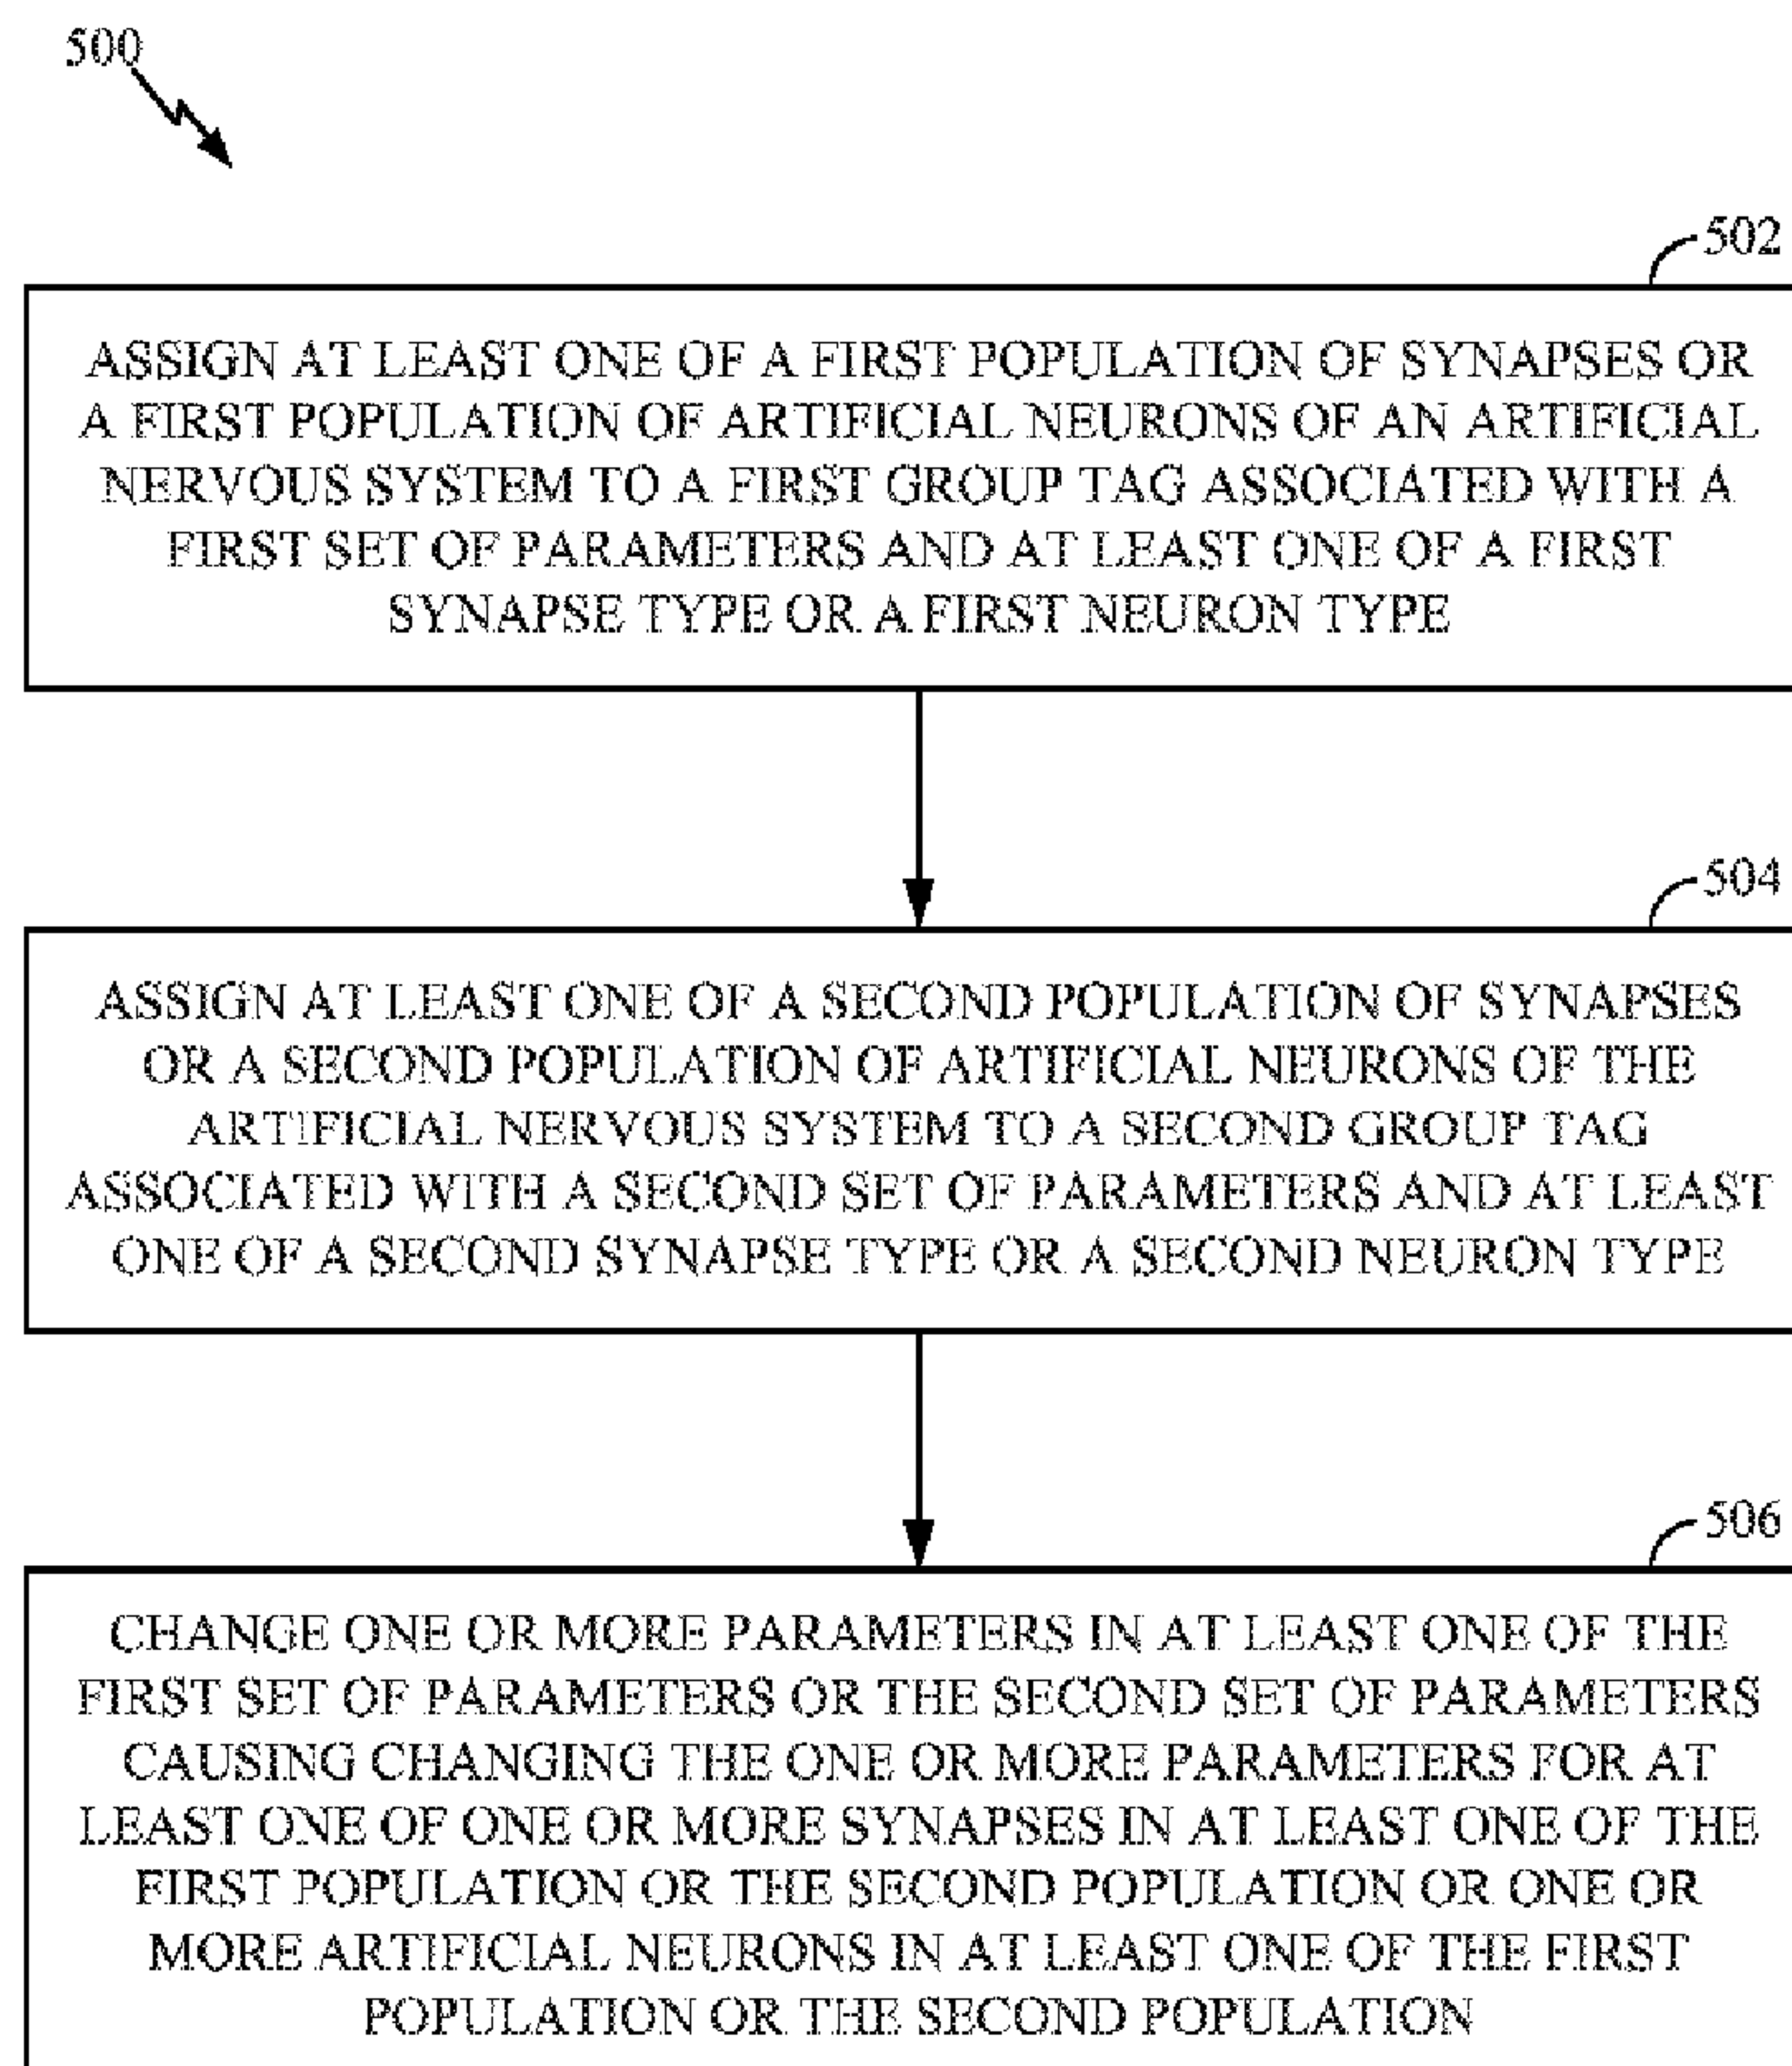 500
502
ASSIGN AT LEAST ONE OF A FIRST POPULATION OF SYNAPSES OR
A FIRST POPULATION OF ARTIFICIAL NEURONS OF AN ARTIFICIAL
NERVOUS SYSTEM TO A FIRST GROUP TAG ASSOCIATED WITH A
FIRST SET OF PARAMETERS AND AT LEAST ONE OF A FIRST
SYNAPSE TYPE OR A FIRST NEURON TYPE
504
ASSIGN AT LEAST ONE OF A SECOND POPULATION OF SYNAPSES
OR A SECOND POPULATION OF ARTIFICIAL NEURONS OF THE
ARTIFICIAL NERVOUS SYSTEM TO A SECOND GROUP TAG
ASSOCIATED WITH A SECOND SET OF PARAMETERS AND AT LEAST
ONE OF A SECOND SYNAPSE TYPE OR A SECOND NEURON TYPE
506
CHANGE ONE OR MORE PARAMETERS IN AT LEAST ONE OF THE
FIRST SET OF PARAMETERS OR THE SECOND SET OF PARAMETERS
CAUSING CHANGING THE ONE OR MORE PARAMETERS FOR AT
LEAST ONE OF ONE OR MORE SYNAPSES IN AT LEAST ONE OF THE
FIRST POPULATION OR THE SECOND POPULATION OR ONE OR
MORE ARTIFICIAL NEURONS IN AT LEAST ONE OF THE FIRST
POPULATION OR THE SECOND POPULATION